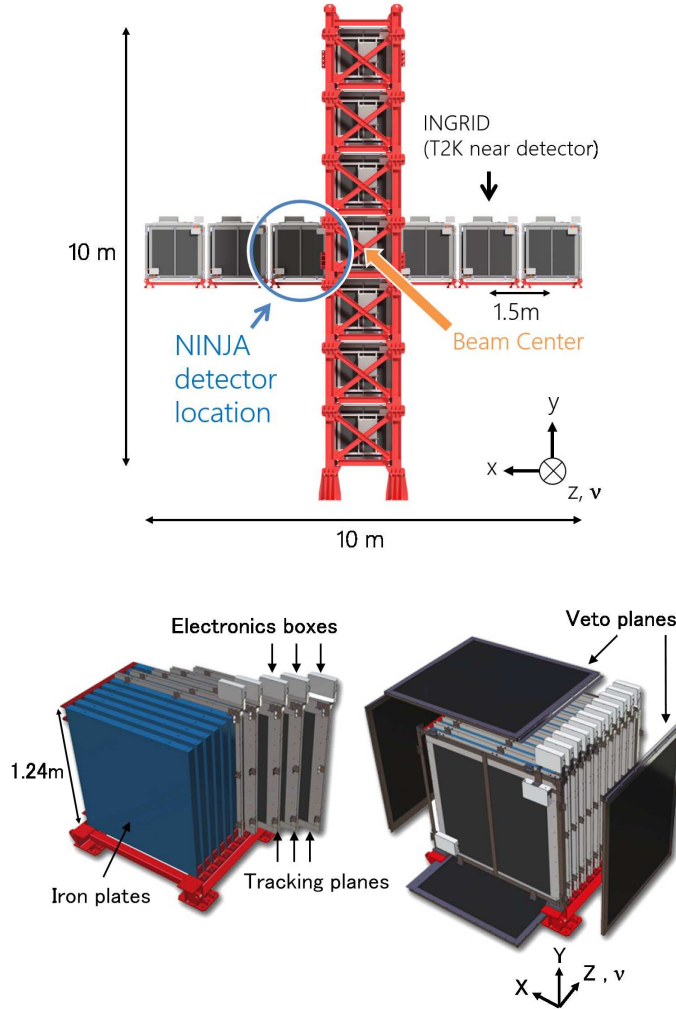 INGRID
(T2K near detector)
10 m
1.5m
NINJA
detector
location
Beam Center
y
x
z, ν
10 m
Electronics boxes
Veto planes
1.24m
Iron plates
Tracking planes
Y
X
Z , ν